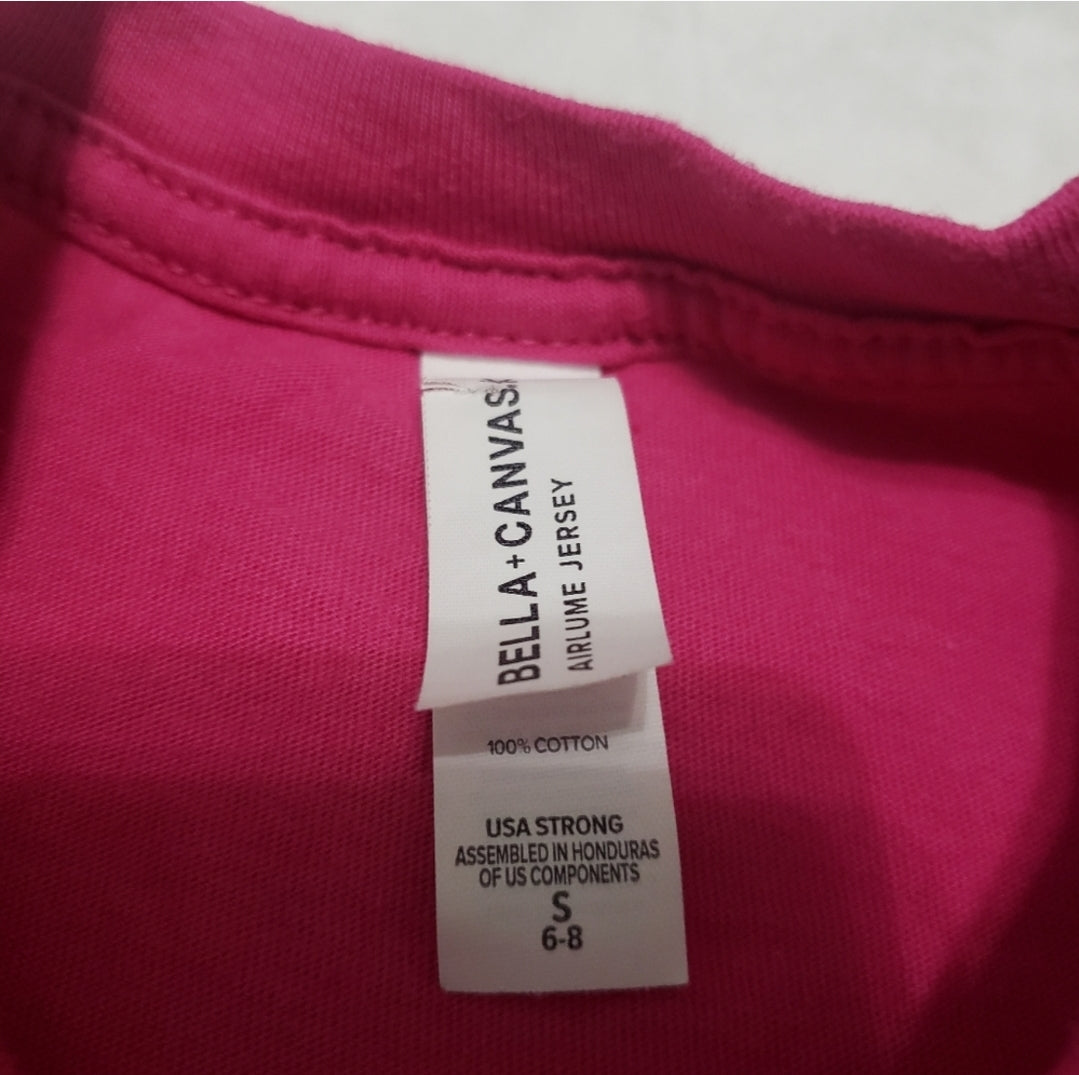 BELLA+CANVAS.
AIRLUME JERSEY
100% COTTON
USA STRONG
ASSEMBLED IN HONDURAS
OF US COMPONENTS
S
6-8